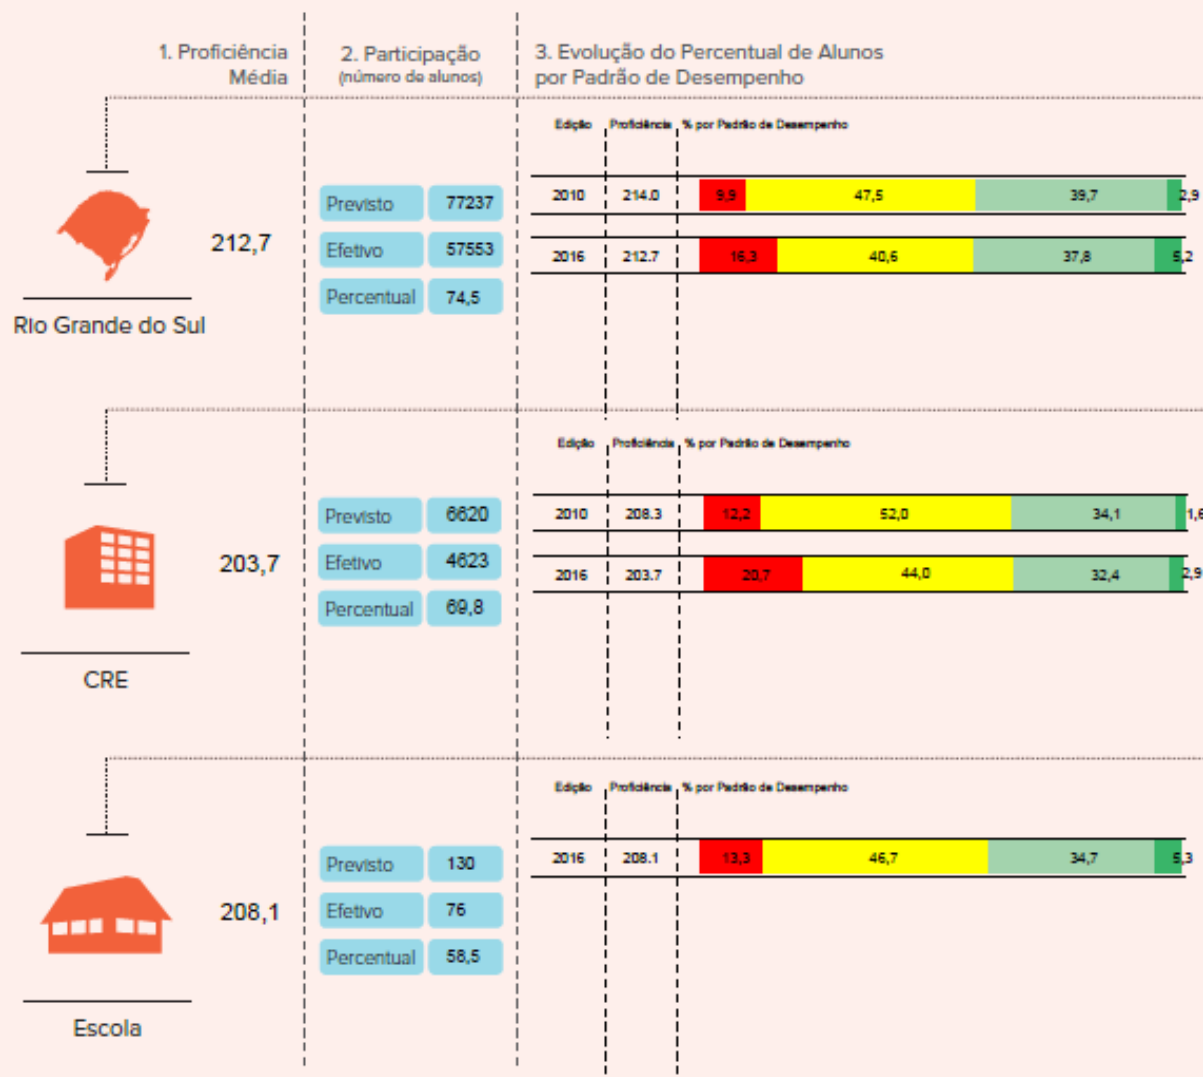 1. Proficiência
Média
2. Participação
(número de alunos)
3. Evolução do Percentual de Alunos
por Padrão de Desempenho
Edição Proficiência % por Padrão de Desempenho
Previsto 77237
2010 214.0 9,9 47,5 39,7 2,9
212,7
Efetivo 57553
2016 212.7 16,3 40,6 37,8 5,2
Percentual 74,5
Rio Grande do Sul
Edição Proficiência % por Padrão de Desempenho
Previsto 6620
2010 208.3 12,2 52,0 34,1 1,6
203,7
Efetivo 4623
2016 203.7 20,7 44,0 32,4 2,9
Percentual 69,8
CRE
Edição Proficiência % por Padrão de Desempenho
Previsto 130
2016 208.1 13,3 46,7 34,7 5,3
208,1
Efetivo 76
Percentual 58,5
Escola